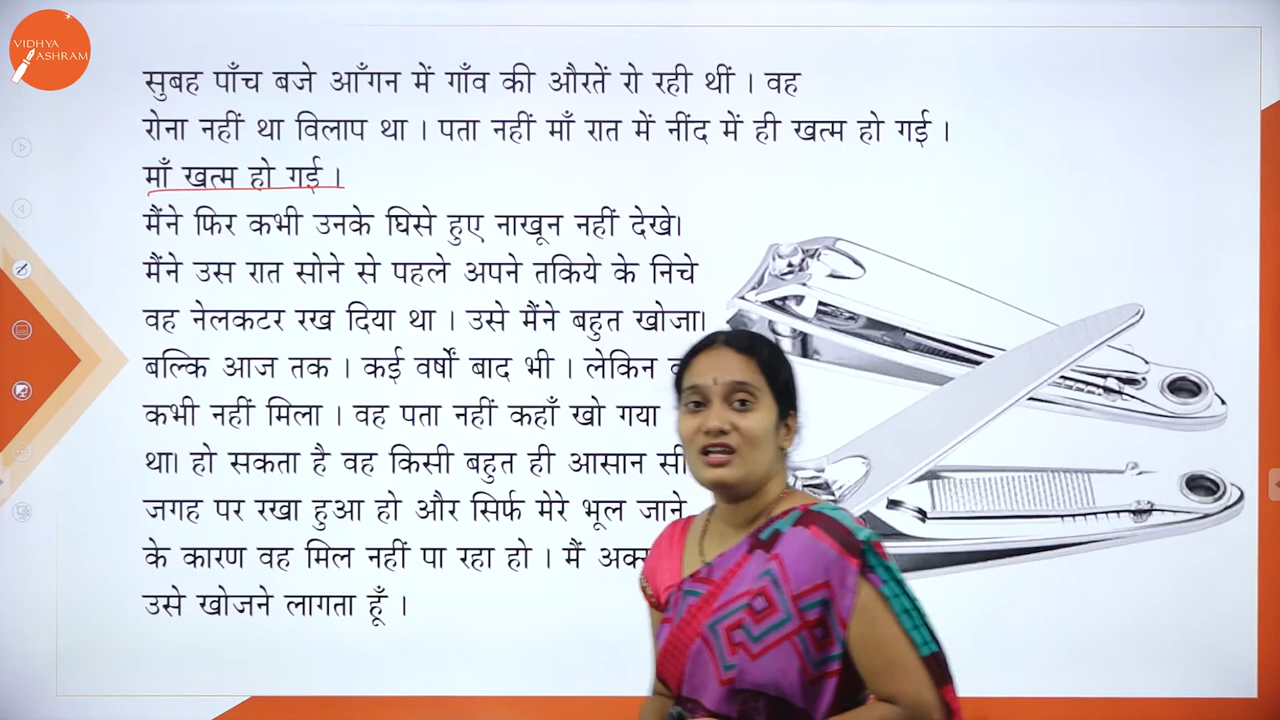 VIDHYA
ASHRAM
सुबह पाँच बजे आँगन में गाँव की औरतें रो रही थीं । वह
रोना नहीं था विलाप था । पता नहीं माँ रात में नींद में ही खत्म हो गई ।
माँ खत्म हो गई ।
मैंने फिर कभी उनके घिसे हुए नाखून नहीं देखे।
मैंने उस रात सोने से पहले अपने तकिये के निचे
वह नेलकटर रख दिया था । उसे मैंने बहुत खोजा।
बल्कि आज तक । कई वर्षों बाद भी । लेकिन
कभी नहीं मिला । वह पता नहीं कहाँ खो गया
था। हो सकता है वह किसी बहुत ही आसान सी
जगह पर रखा हुआ हो और सिर्फ मेरे भूल जाने
के कारण वह मिल नहीं पा रहा हो । मैं
उसे खोजने लागता हूँ ।